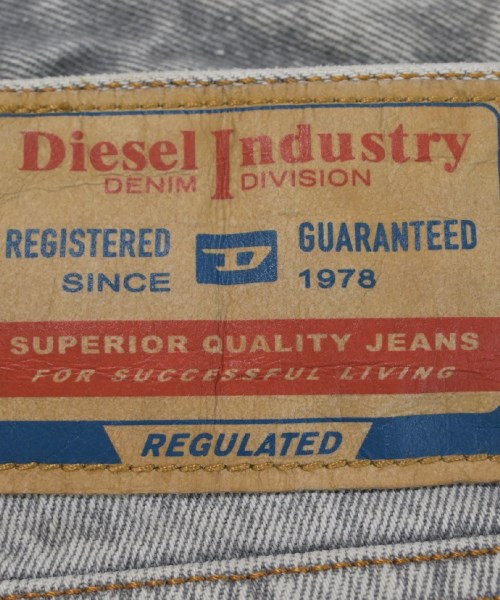 Diesel Industry
DENIM DIVISION
REGISTERED D GUARANTEED
SINCE 1978
SUPERIOR QUALITY JEANS
FOR SUCCESSFUL LIVING
REGULATED